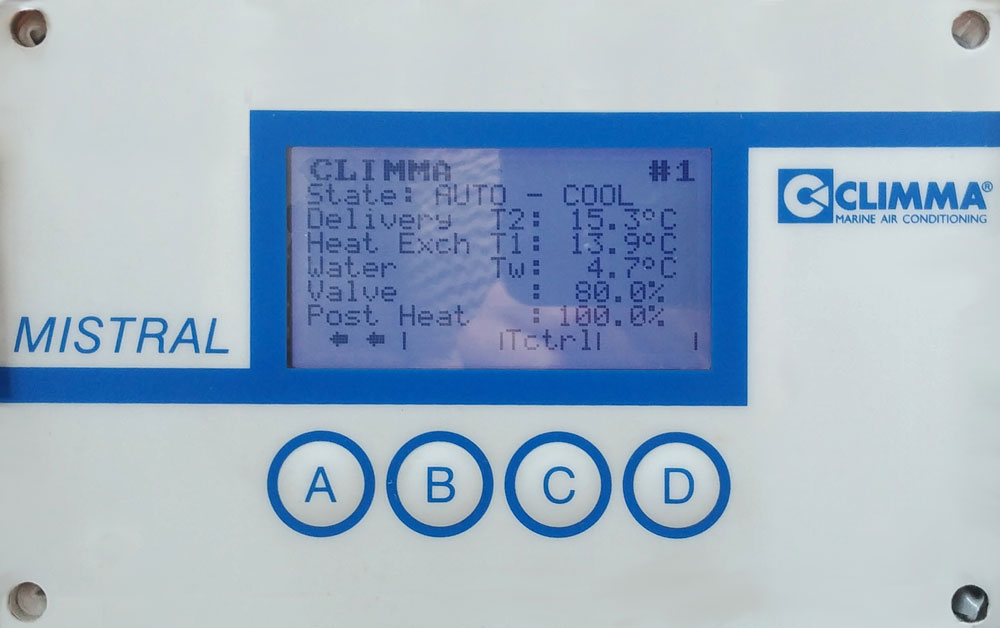 CLIMMA #1
State: AUTO - COOL
Delivery T2: 15.3°C
Heat Exch T1: 13.9°C
Water Tw: 4.7°C
Valve : 80.0%
Post Heat : 100.0%
← ← | |Tctrl| |
CLIMMA®
MARINE AIR CONDITIONING
MISTRAL
A B C D